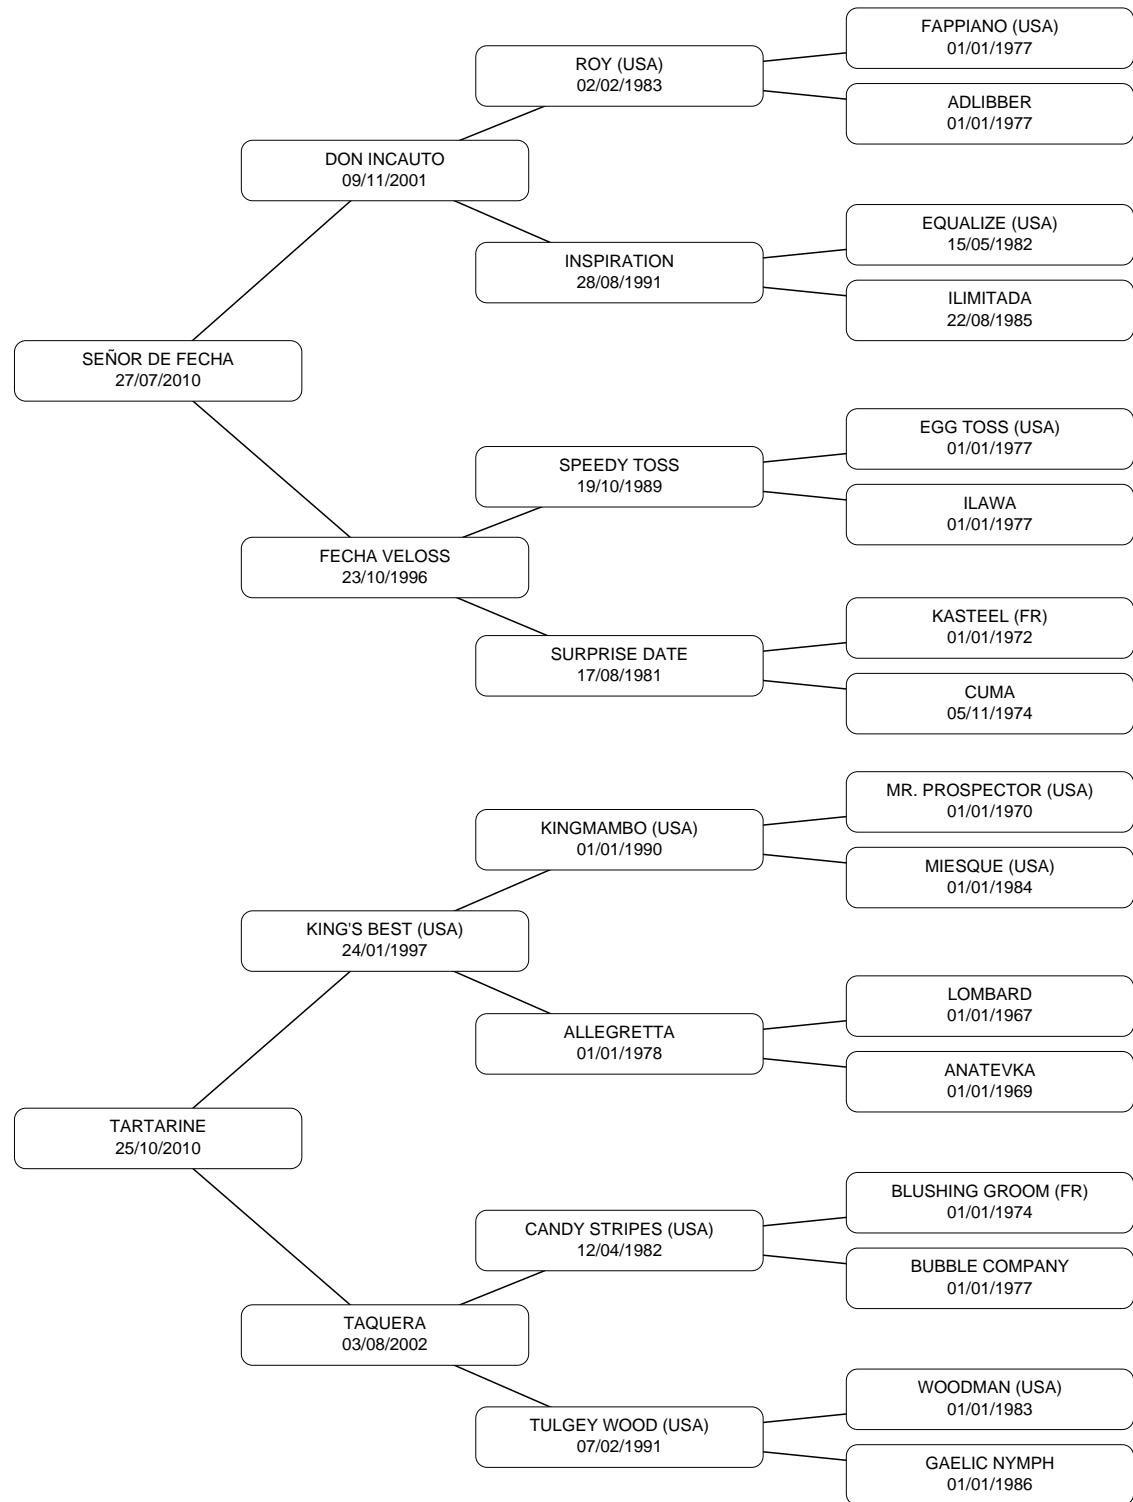 FAPPIANO (USA)
01/01/1977
ROY (USA)
02/02/1983
ADLIBBER
01/01/1977
DON INCAUTO
09/11/2001
EQUALIZE (USA)
15/05/1982
INSPIRATION
28/08/1991
ILIMITADA
22/08/1985
SEÑOR DE FECHA
27/07/2010
EGG TOSS (USA)
01/01/1977
SPEEDY TOSS
19/10/1989
ILAWA
01/01/1977
FECHA VELOSS
23/10/1996
KASTEEL (FR)
01/01/1972
SURPRISE DATE
17/08/1981
CUMA
05/11/1974
MR. PROSPECTOR (USA)
01/01/1970
KINGMAMBO (USA)
01/01/1990
MIESQUE (USA)
01/01/1984
KING'S BEST (USA)
24/01/1997
LOMBARD
01/01/1967
ALLEGRETTA
01/01/1978
ANATEVKA
01/01/1969
TARTARINE
25/10/2010
BLUSHING GROOM (FR)
01/01/1974
CANDY STRIPES (USA)
12/04/1982
BUBBLE COMPANY
01/01/1977
TAQUERA
03/08/2002
WOODMAN (USA)
01/01/1983
TULGEY WOOD (USA)
07/02/1991
GAELIC NYMPH
01/01/1986